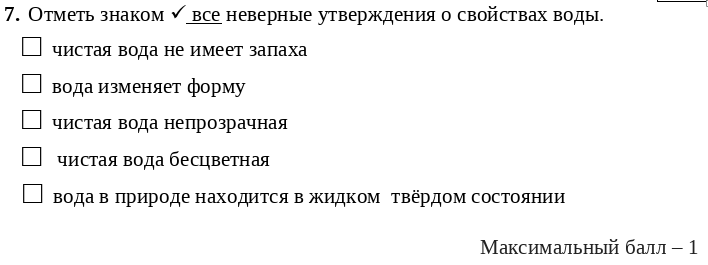 7. Отметь знаком ✓ все неверные утверждения о свойствах воды.
чистая вода не имеет запаха
вода изменяет форму
чистая вода непрозрачная
чистая вода бесцветная
вода в природе находится в жидком твёрдом состоянии
Максимальный балл – 1